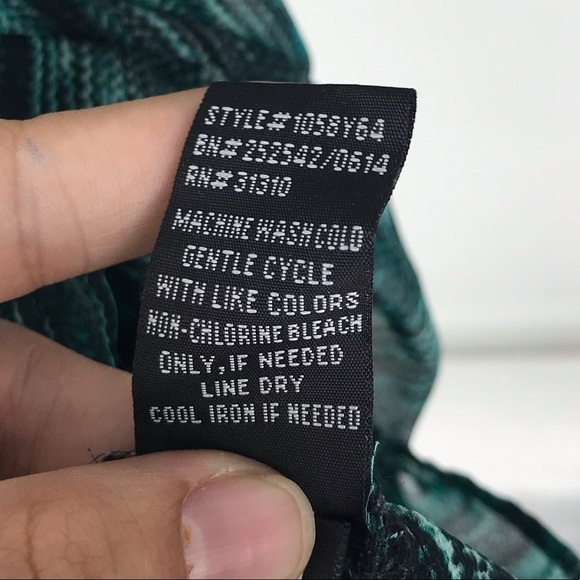 STYLE#1059Y64
BN#252542/0614
RN#31310
MACHINE WASH COLD
GENTLE CYCLE
WITH LIKE COLORS
NON-CHLORINE BLEACH
ONLY, IF NEEDED
LINE DRY
COOL IRON IF NEEDED